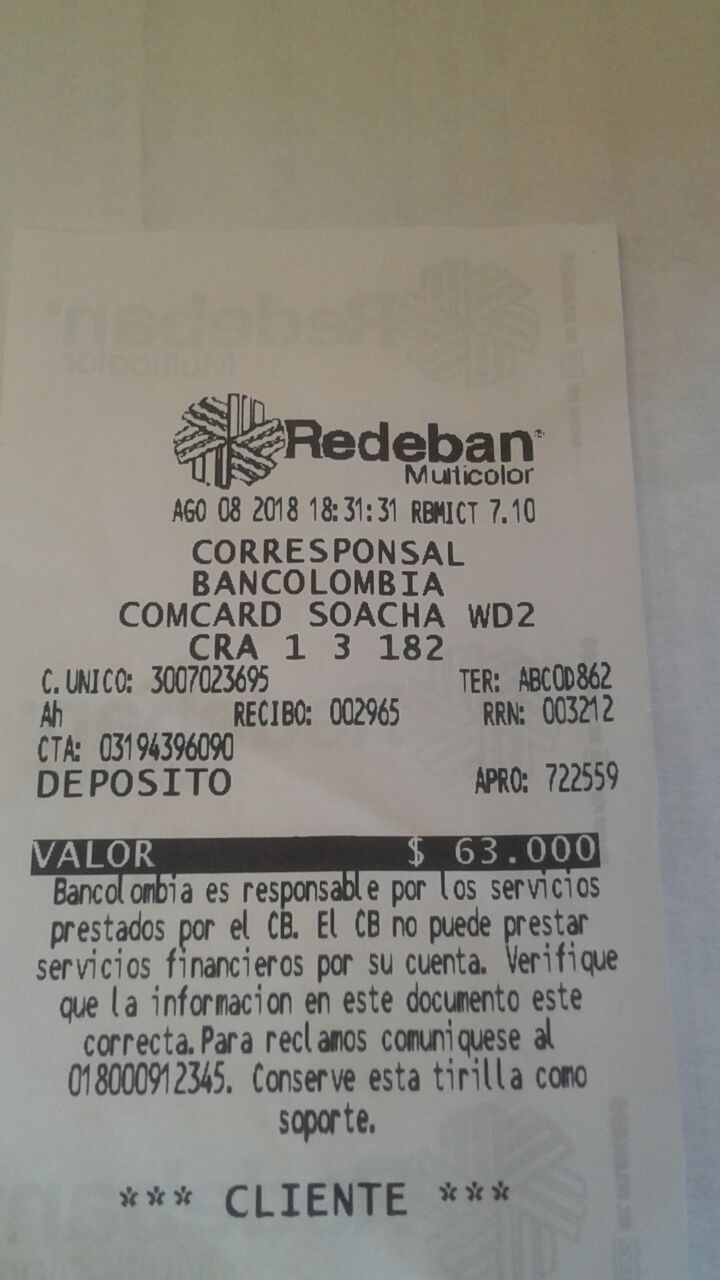 Redeban
Multicolor
AGO 08 2018 18:31:31 RBMICT 7.10
CORRESPONSAL
BANCOLOMBIA
COMCARD SOACHA WD2
CRA 1 3 182
C. UNICO: 3007023695 TER: ABCOD862
Ah RECIBO: 002965 RRN: 003212
CTA: 03194396090
DEPOSITO APRO: 722559
VALOR $ 63.000
Bancolombia es responsable por los servicios
prestados por el CB. El CB no puede prestar
servicios financieros por su cuenta. Verifique
que la informacion en este documento este
correcta. Para reclamos comuniquese al
018000912345. Conserve esta tirilla como
soporte.
*** CLIENTE ***